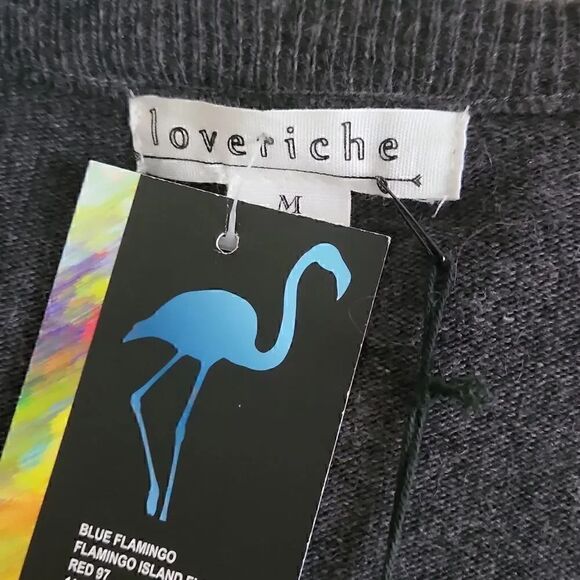 loveriche
M
BLUE FLAMINGO
FLAMINGO ISLAND
RED 97